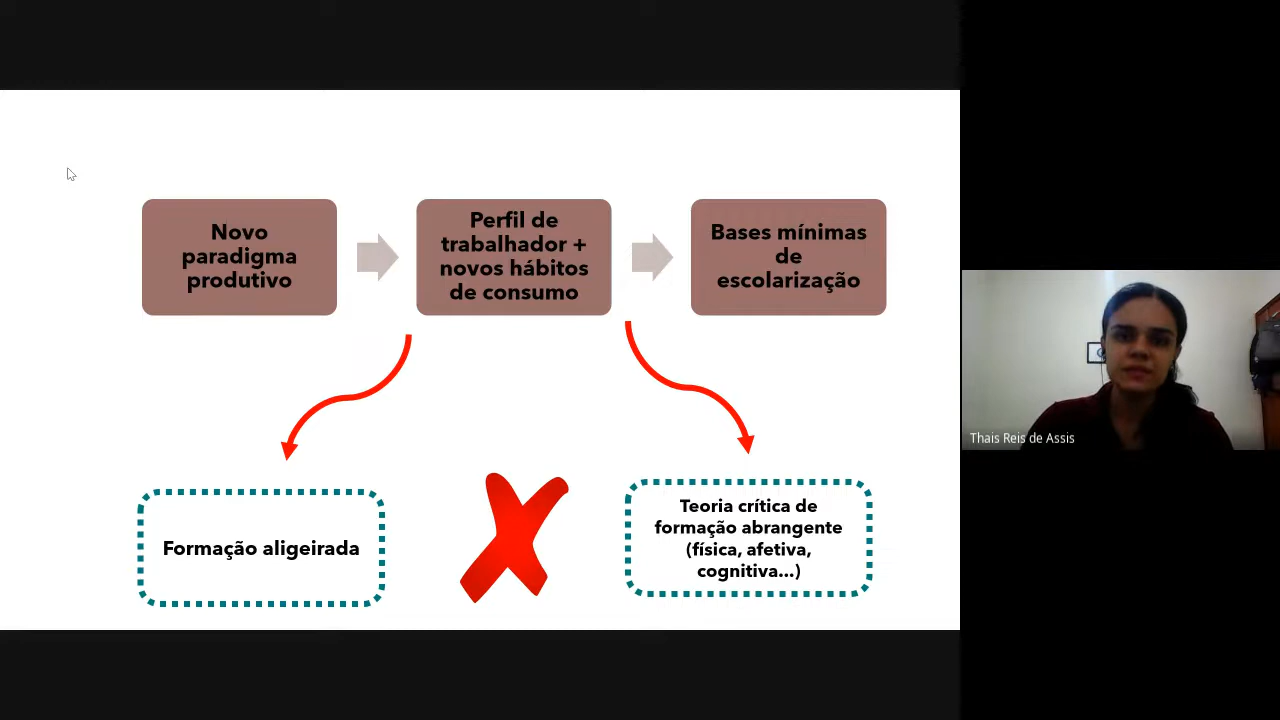 Novo
paradigma
produtivo
Perfil de
trabalhador +
novos hábitos
de consumo
Bases mínimas
de
escolarização
Formação aligeirada
Teoria crítica de
formação abrangente
(física, afetiva,
cognitiva...)
Thais Reis de Assis